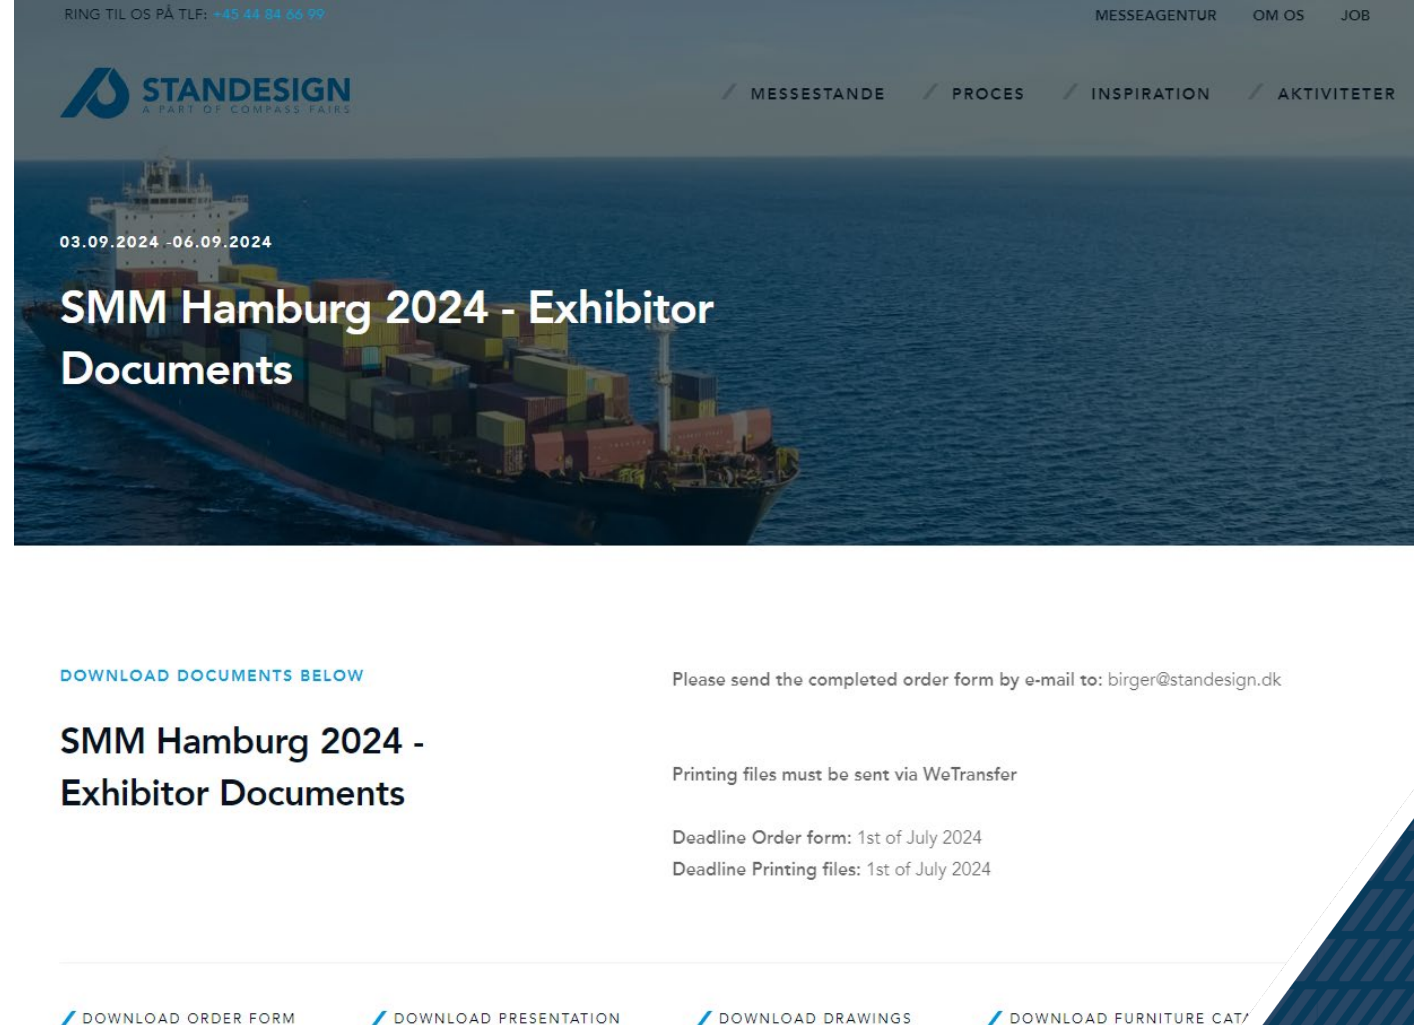 RING TIL OS PÅ TLF: +45 44 84 66 99
MESSEAGENTUR OM OS JOB
STANDESIGN
A PART OF COMPASS FAIRS
MESSESTANDE PROCES INSPIRATION AKTIVITETER
03.09.2024 -06.09.2024
SMM Hamburg 2024 - Exhibitor
Documents
DOWNLOAD DOCUMENTS BELOW
SMM Hamburg 2024 -
Exhibitor Documents
Please send the completed order form by e-mail to: birger@standesign.dk
Printing files must be sent via WeTransfer
Deadline Order form: 1st of July 2024
Deadline Printing files: 1st of July 2024
DOWNLOAD ORDER FORM
DOWNLOAD PRESENTATION
DOWNLOAD DRAWINGS
DOWNLOAD FURNITURE